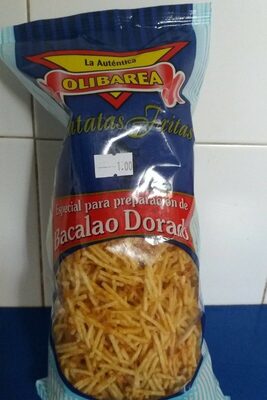 La Auténtica
OLIBAREA
Patatas Fritas
1.00
Especial para preparación de
Bacalao Dorado